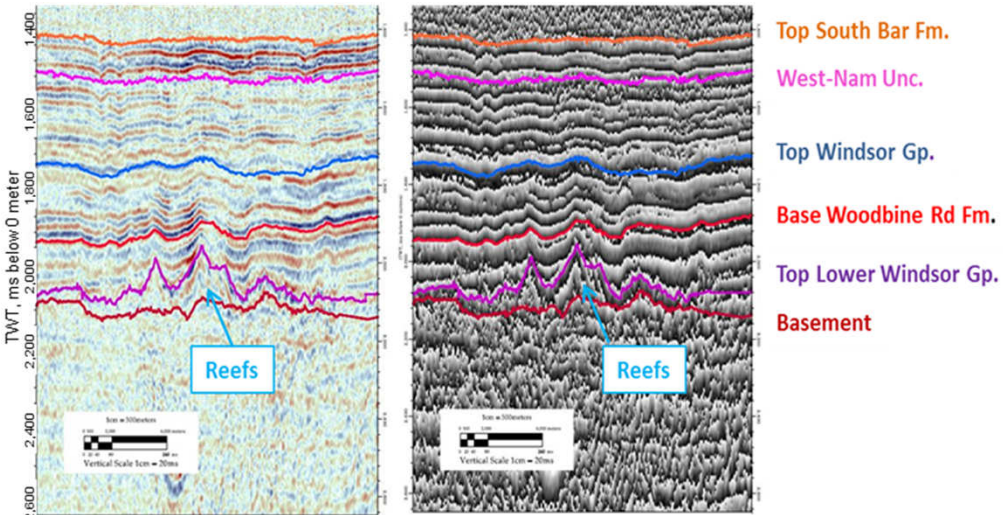 TWT, ms below 0 meter
1,400
1,600
1,800
2,000
2,200
2,400
2,600
Reefs
1cm = 500meters
Vertical Scale 1cm = 20ms
Reefs
1cm = 500meters
Vertical Scale 1cm = 20ms
Top South Bar Fm.
West-Nam Unc.
Top Windsor Gp.
Base Woodbine Rd Fm.
Top Lower Windsor Gp.
Basement